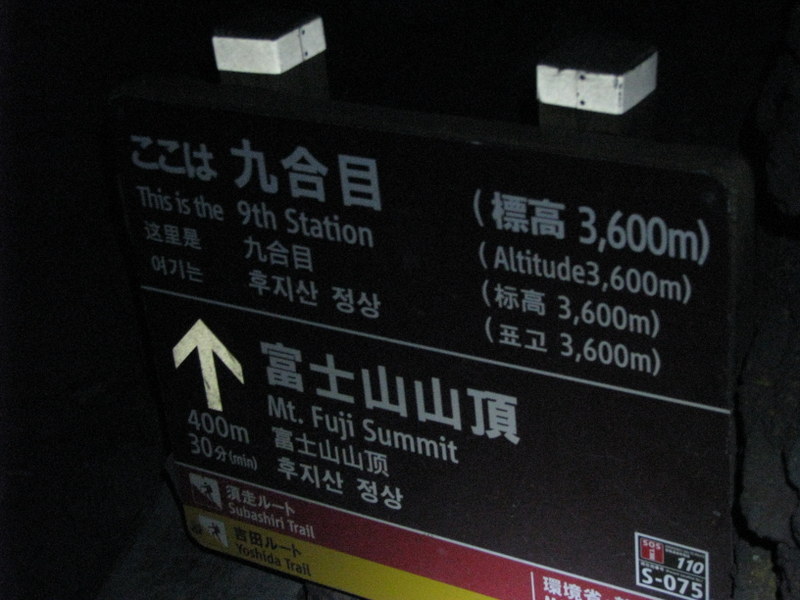 ここは 九合目 (標高 3,600m)
This is the 9th Station (Altitude3,600m)
这里是 九合目 (标高 3,600m)
여기는 후지산 정상 (표고 3,600m)
富士山山頂
Mt. Fuji Summit
400m 富士山山顶
30分(min) 후지산 정상
須走ルート
Subashiri Trail
吉田ルート
Yoshida Trail
環境省
SOS
110
S-075